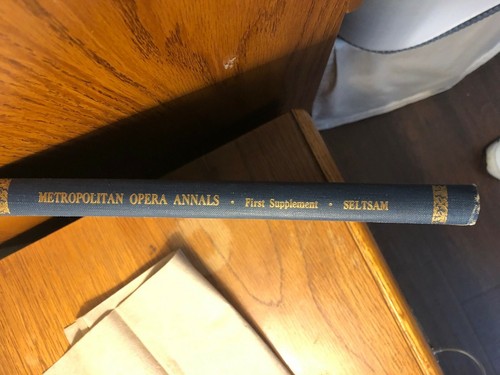 METROPOLITAN OPERA ANNALS • First Supplement • SELTSAM